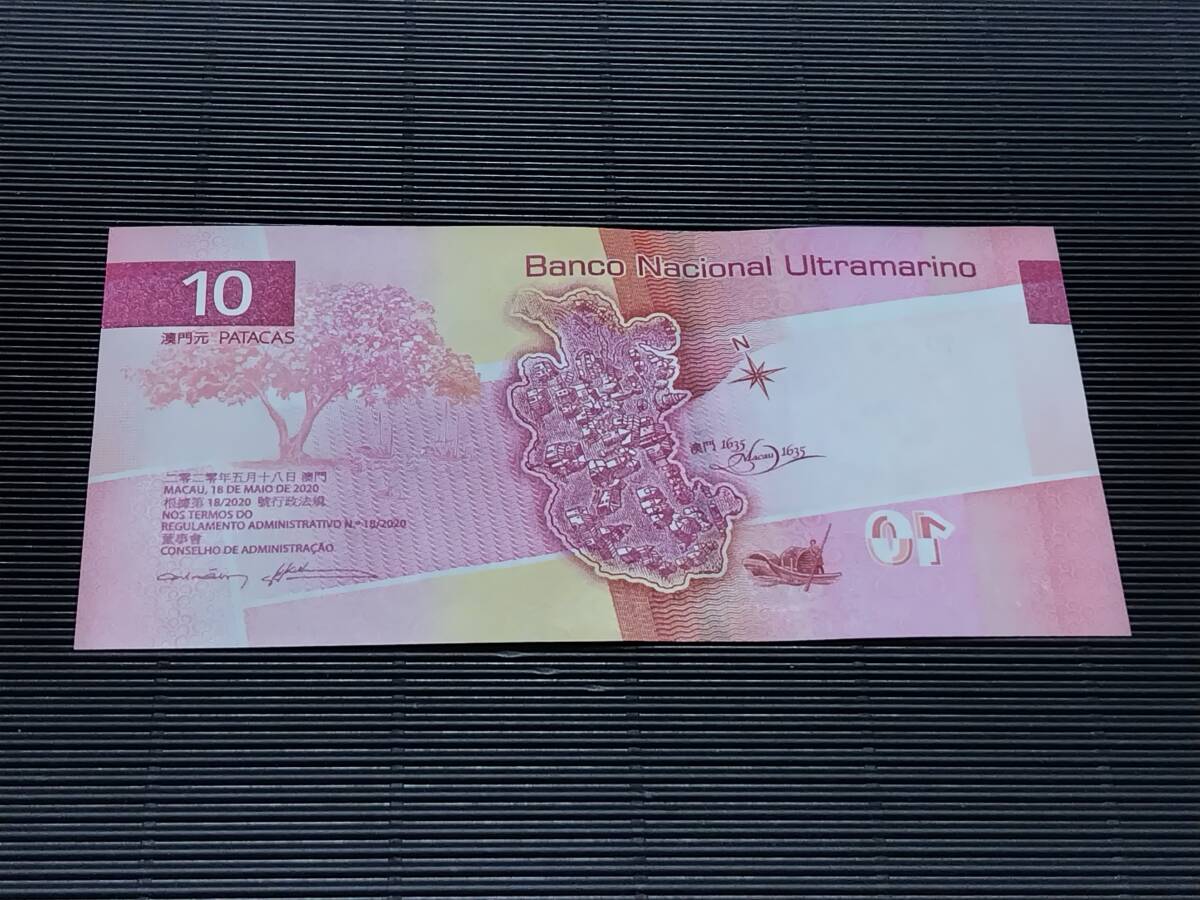 Banco Nacional Ultramarino
10
澳門元 PATACAS
N
澳門 1635
Macau 1635
二零二零年五月十八日 澳門
MACAU, 18 DE MAIO DE 2020
根據第 18/2020 號行政法規
NOS TERMOS DO
REGULAMENTO ADMINISTRATIVO N.º 18/2020
董事會
CONSELHO DE ADMINISTRAÇÃO
10